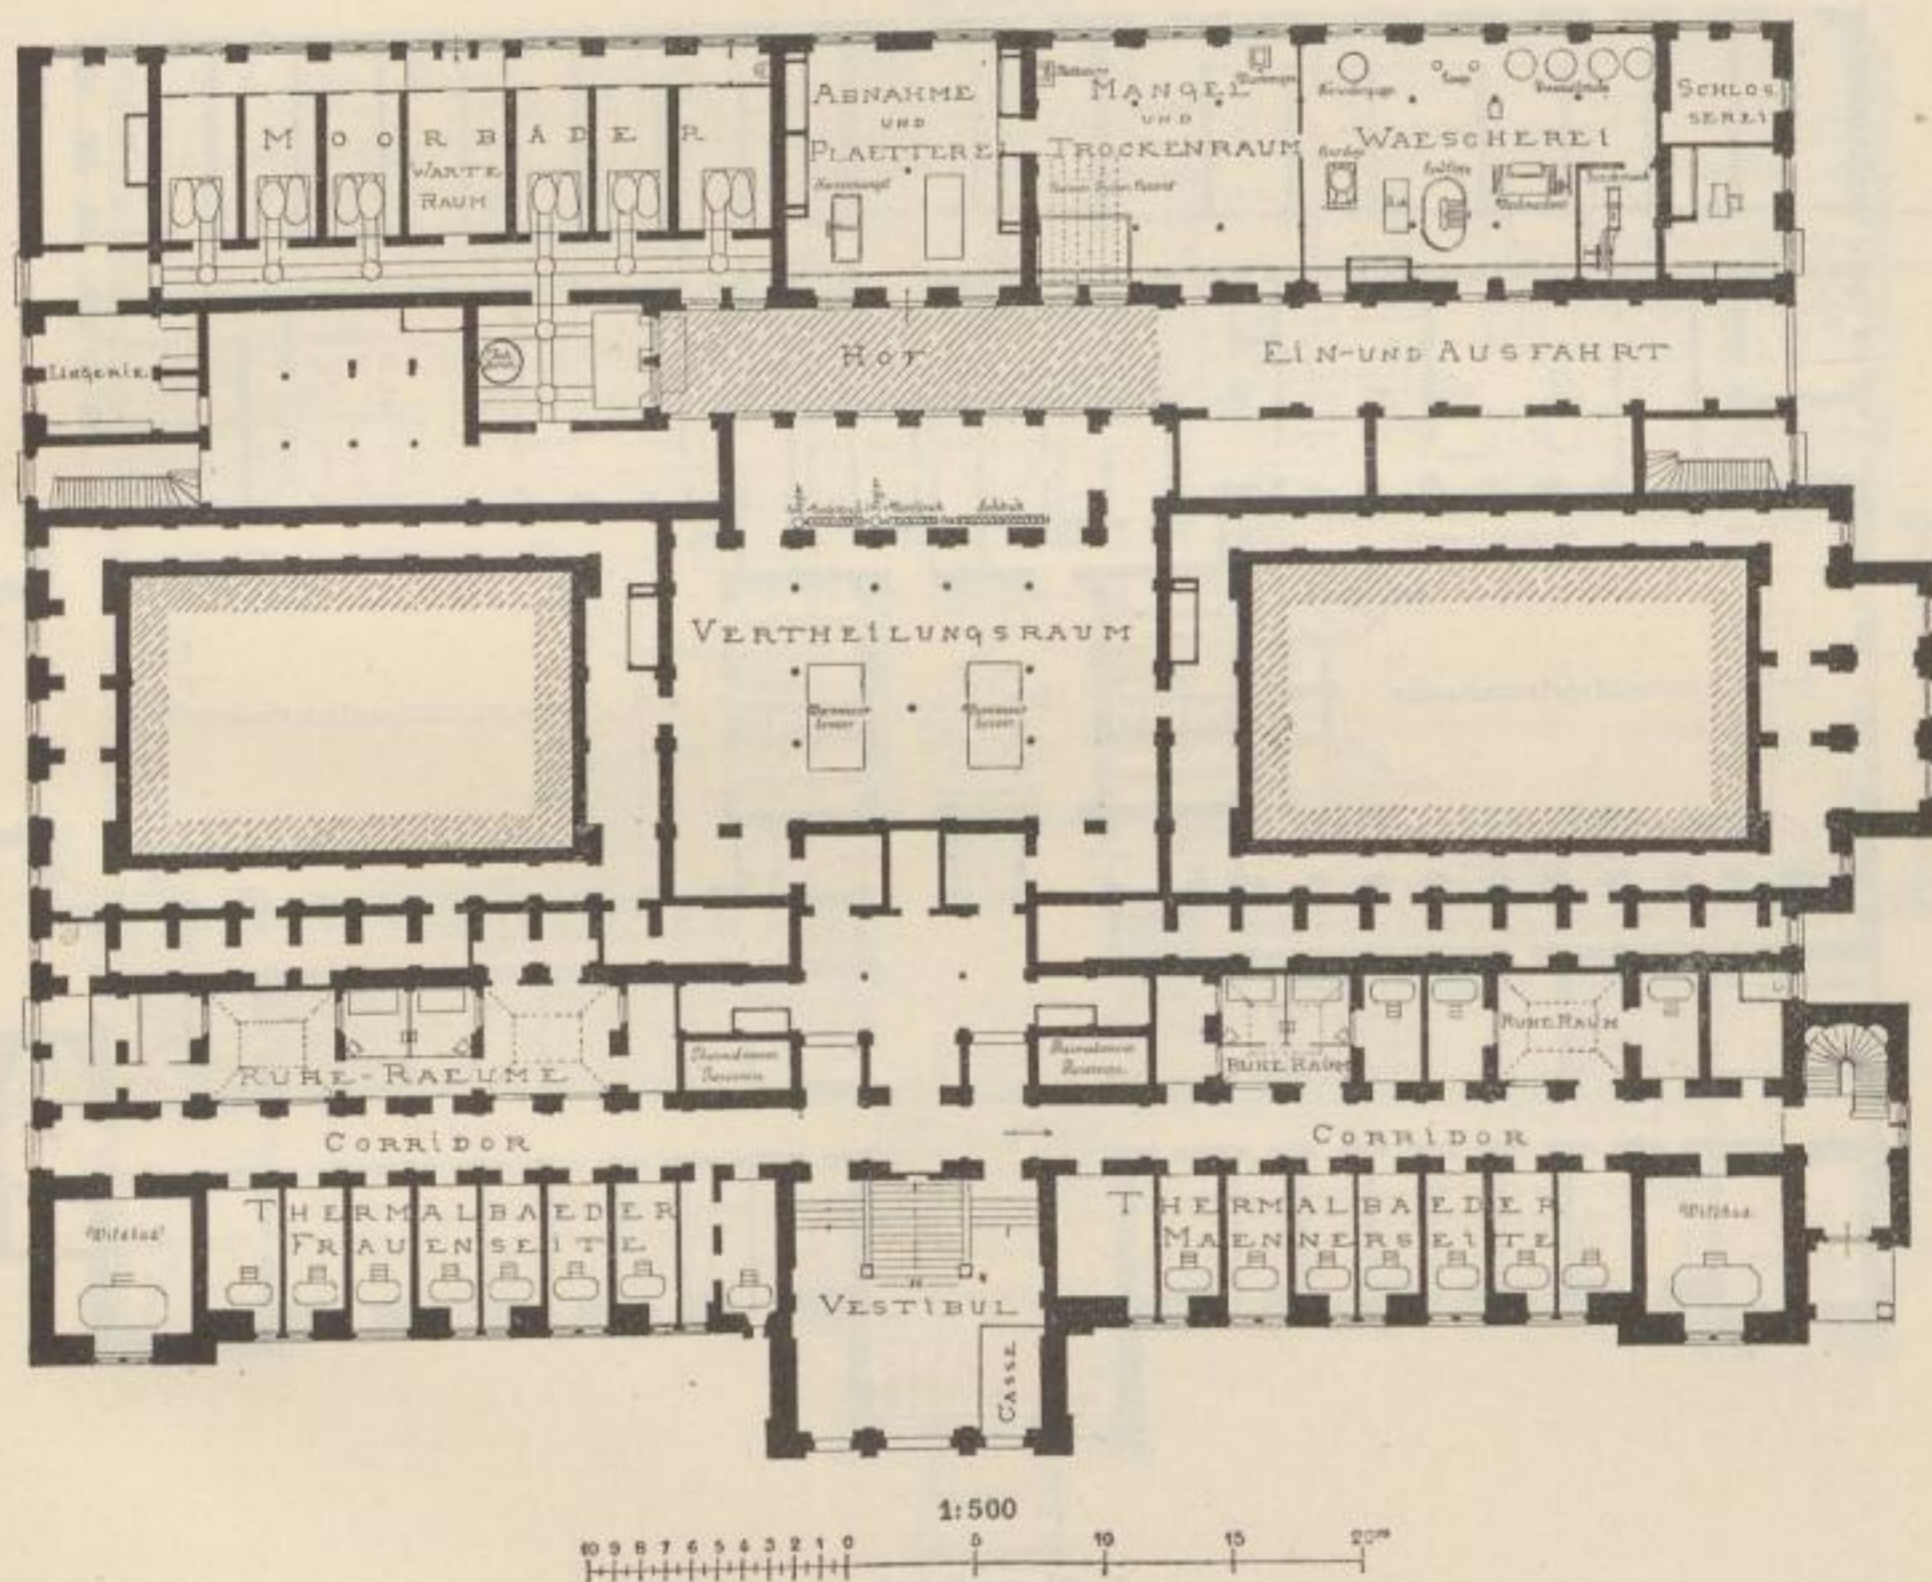 MOORBÄDER
WARTE
RAUM
ABNAHME
UND
PLAETTEREI
MANGEL
UND
TROCKENRAUM
WAESCHEREI
SCHLOS
SEREI
LINGERIE
HOF
EIN-UND AUSFAHRT
VERTHEILUNGSRAUM
RUHE-RAEUME
RUHE RAUM
RUHE RAUM
CORRIDOR
CORRIDOR
Wildbad
THERMALBAEDER
FRAUENSEITE
THERMALBAEDER
MAENNERSEITE
Wildbad
VESTIBUL
CASSE
1:500
10 9 8 7 6 5 4 3 2 1 0 5 10 15 20m